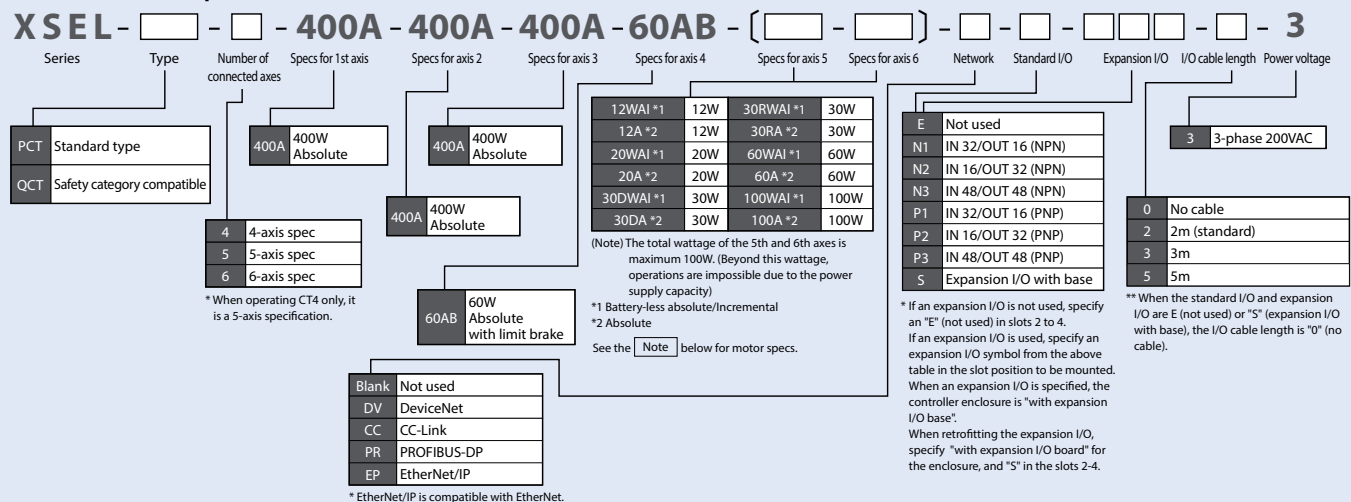 XSEL - - - 400A - 400A - 400A - 60AB - ( - ) - - - - - 3
Series Type Number of connected axes Specs for 1st axis Specs for axis 2 Specs for axis 3 Specs for axis 4 Specs for axis 5 Specs for axis 6 Network Standard I/O Expansion I/O I/O cable length Power voltage
PCT Standard type
QCT Safety category compatible
4 4-axis spec
5 5-axis spec
6 6-axis spec
* When operating CT4 only, it
is a 5-axis specification.
400A 400W
Absolute
400A 400W
Absolute
400A 400W
Absolute
60AB 60W
Absolute
with limit brake
12WAI *1 12W 30RWAI *1 30W
12A *2 12W 30RA *2 30W
20WAI *1 20W 60WAI *1 60W
20A *2 20W 60A *2 60W
30DWAI *1 30W 100WAI *1 100W
30DA *2 30W 100A *2 100W
(Note) The total wattage of the 5th and 6th axes is
maximum 100W. (Beyond this wattage,
operations are impossible due to the power
supply capacity)
*1 Battery-less absolute/Incremental
*2 Absolute
See the Note below for motor specs.
Blank Not used
DV DeviceNet
CC CC-Link
PR PROFIBUS-DP
EP EtherNet/IP
* EtherNet/IP is compatible with EtherNet.
E Not used
N1 IN 32/OUT 16 (NPN)
N2 IN 16/OUT 32 (NPN)
N3 IN 48/OUT 48 (NPN)
P1 IN 32/OUT 16 (PNP)
P2 IN 16/OUT 32 (PNP)
P3 IN 48/OUT 48 (PNP)
S Expansion I/O with base
* If an expansion I/O is not used, specify
an "E" (not used) in slots 2 to 4.
If an expansion I/O is used, specify an
expansion I/O symbol from the above
table in the slot position to be mounted.
When an expansion I/O is specified, the
controller enclosure is "with expansion
I/O base".
When retrofitting the expansion I/O,
specify "with expansion I/O board" for
the enclosure, and "S" in the slots 2-4.
3 3-phase 200VAC
0 No cable
2 2m (standard)
3 3m
5 5m
** When the standard I/O and expansion
I/O are E (not used) or "S" (expansion I/O
with base), the I/O cable length is "0" (no
cable).